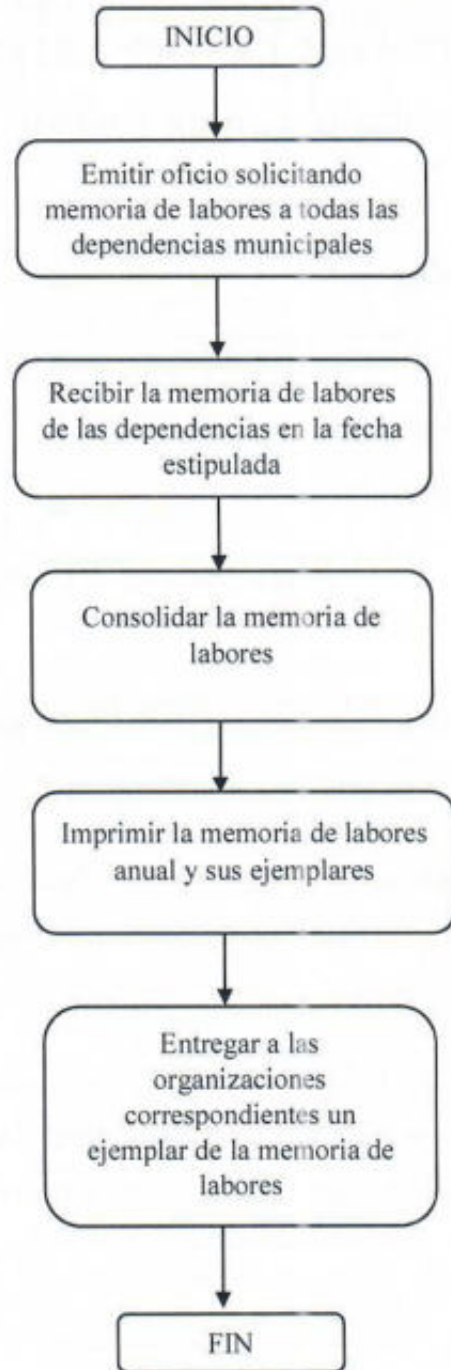 INICIO
Emitir oficio solicitando
memoria de labores a todas las
dependencias municipales
Recibir la memoria de labores
de las dependencias en la fecha
estipulada
Consolidar la memoria de
labores
Imprimir la memoria de labores
anual y sus ejemplares
Entregar a las
organizaciones
correspondientes un
ejemplar de la memoria de
labores
FIN